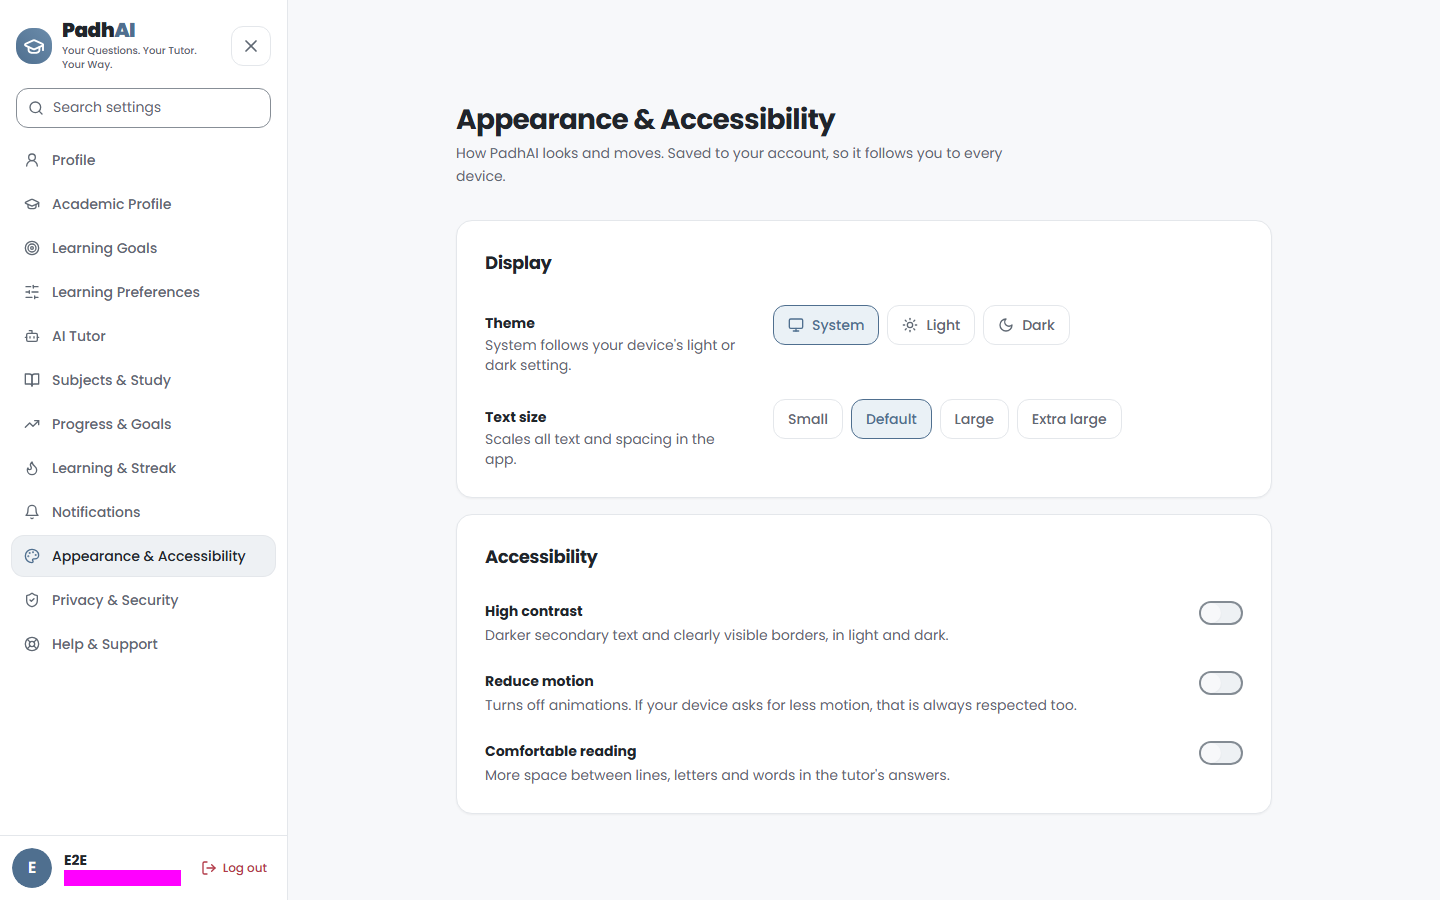 PadhAI
Your Questions. Your Tutor.
Your Way.
Search settings
Profile
Academic Profile
Learning Goals
Learning Preferences
AI Tutor
Subjects & Study
Progress & Goals
Learning & Streak
Notifications
Appearance & Accessibility
Privacy & Security
Help & Support
E
E2E
Log out
Appearance & Accessibility
How PadhAI looks and moves. Saved to your account, so it follows you to every
device.
Display
Theme
System follows your device's light or
dark setting.
System
Light
Dark
Text size
Scales all text and spacing in the
app.
Small
Default
Large
Extra large
Accessibility
High contrast
Darker secondary text and clearly visible borders, in light and dark.
Reduce motion
Turns off animations. If your device asks for less motion, that is always respected too.
Comfortable reading
More space between lines, letters and words in the tutor's answers.